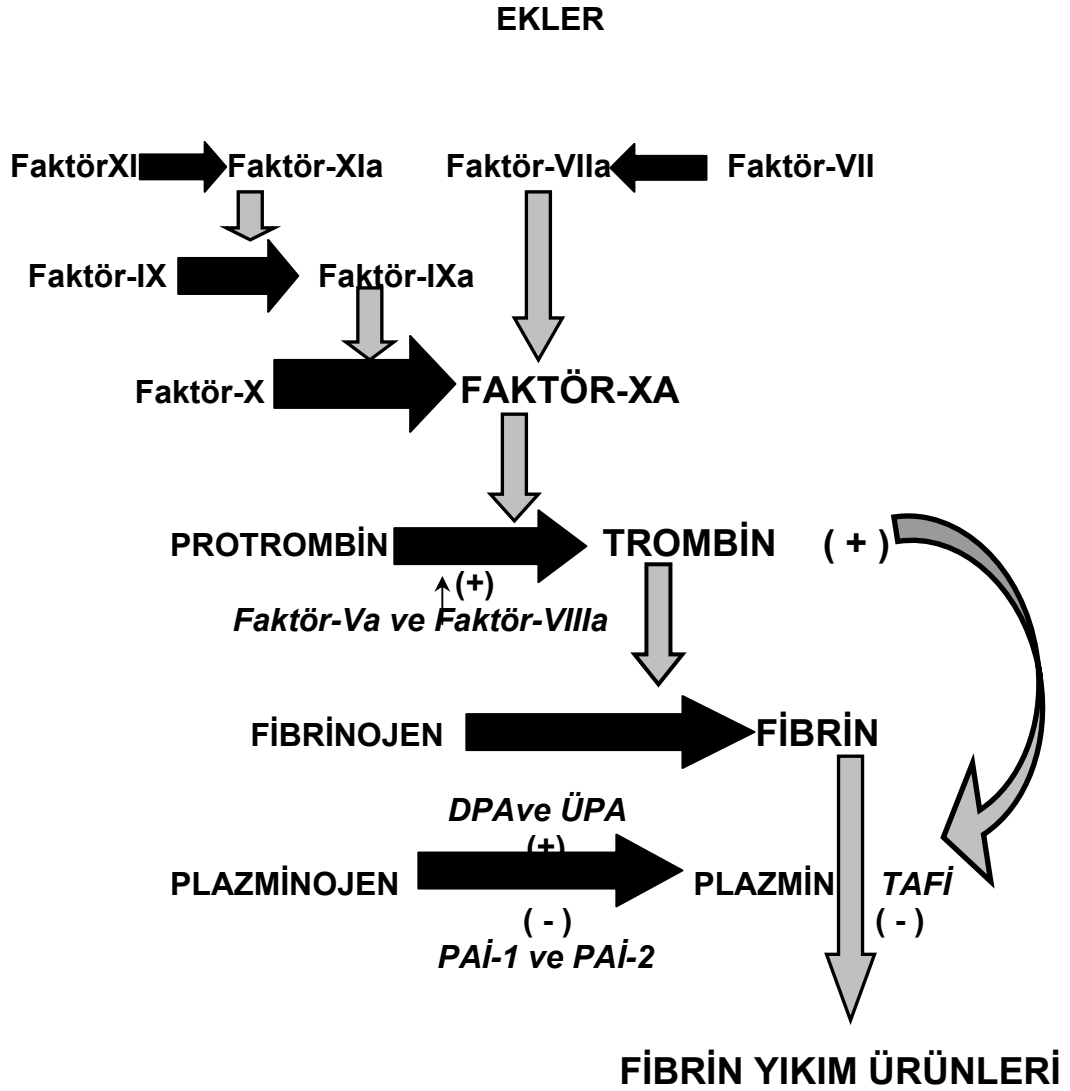 EKLER
FaktörXI Faktör-XIa Faktör-VIIa Faktör-VII
Faktör-IX Faktör-IXa
Faktör-X FAKTÖR-XA
PROTROMBİN TROMBİN ( + )
(+)
Faktör-Va ve Faktör-VIIIa
FİBRİNOJEN FİBRİN
DPAve ÜPA
(+)
PLAZMİNOJEN PLAZMİN TAFİ
( - ) ( - )
PAİ-1 ve PAİ-2
FİBRİN YIKIM ÜRÜNLERİ